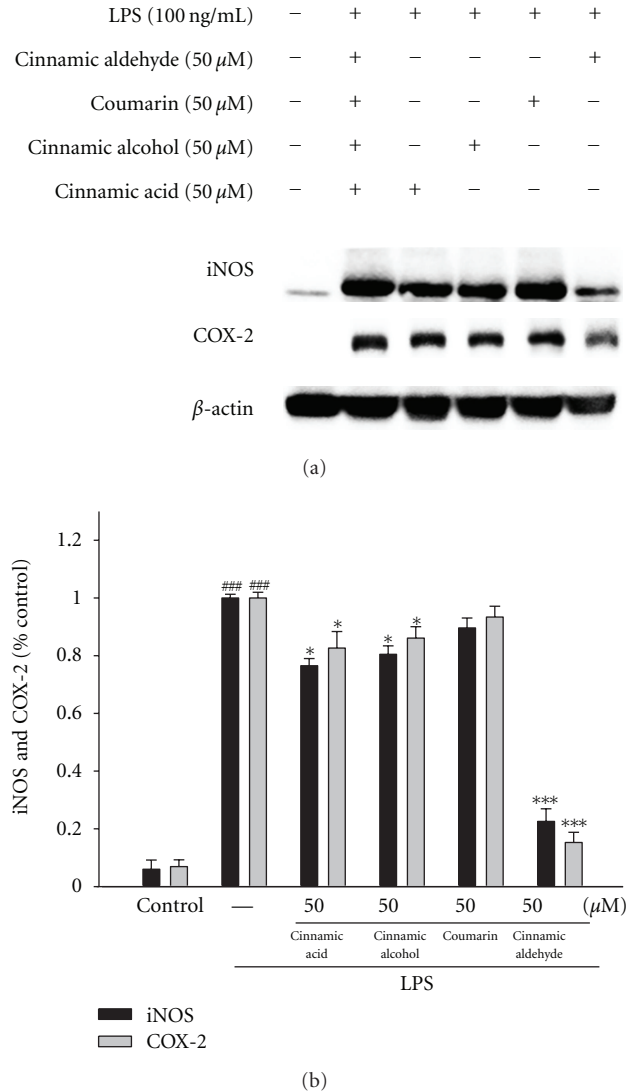 LPS (100 ng/mL) − + + + + +
Cinnamic aldehyde (50 μM) − + − − − +
Coumarin (50 μM) − + − − + −
Cinnamic alcohol (50 μM) − + − + − −
Cinnamic acid (50 μM) − + + − − −
iNOS
COX-2
β-actin
(a)
iNOS and COX-2 (% control)
1.2
1
0.8
0.6
0.4
0.2
0
### ###
* *
* *
*** ***
Control — 50 50 50 50 (μM)
Cinnamic acid
Cinnamic alcohol
Coumarin
Cinnamic aldehyde
LPS
iNOS
COX-2
(b)